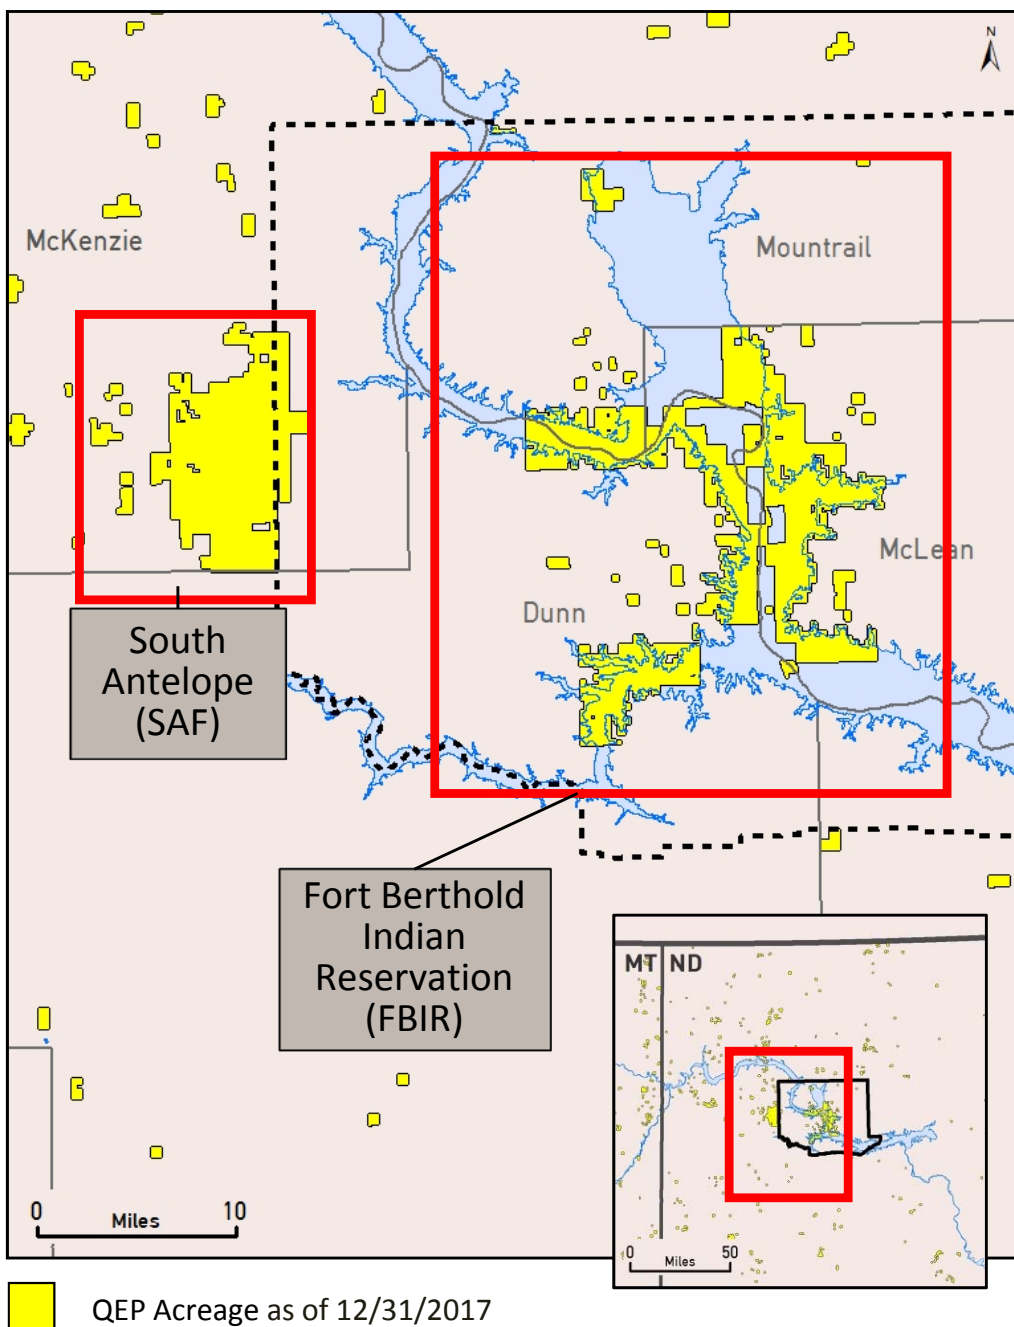 N
McKenzie
Mountrail
McLean
Dunn
South
Antelope
(SAF)
Fort Berthold
Indian
Reservation
(FBIR)
MT ND
0 Miles 10
0 Miles 50
QEP Acreage as of 12/31/2017